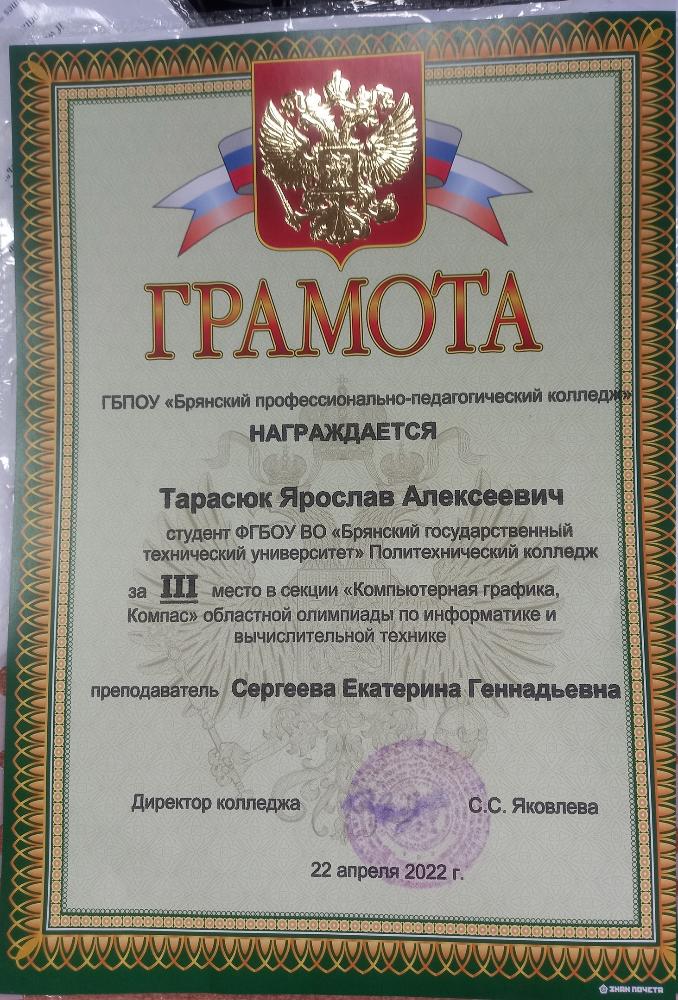 ГРАМОТА
ГБПОУ «Брянский профессионально-педагогический колледж»
НАГРАЖДАЕТСЯ
Тарасюк Ярослав Алексеевич
студент ФГБОУ ВО «Брянский государственный
технический университет» Политехнический колледж
за III место в секции «Компьютерная графика,
Компас» областной олимпиады по информатике и
вычислительной технике
преподаватель Сергеева Екатерина Геннадьевна
Директор колледжа С.С. Яковлева
22 апреля 2022 г.
ЗНАК ПОЧЕТА